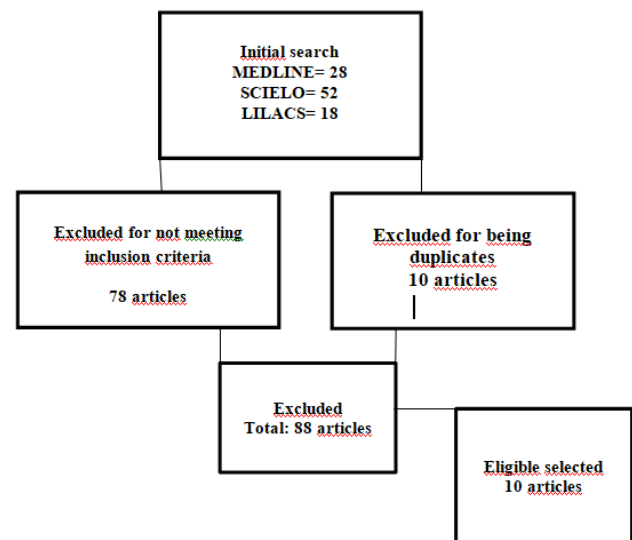 Initial search
MEDLINE= 28
SCIELO= 52
LILACS= 18
Excluded for not meeting
inclusion criteria
78 articles
Excluded for being
duplicates
10 articles
Excluded
Total: 88 articles
Eligible selected
10 articles